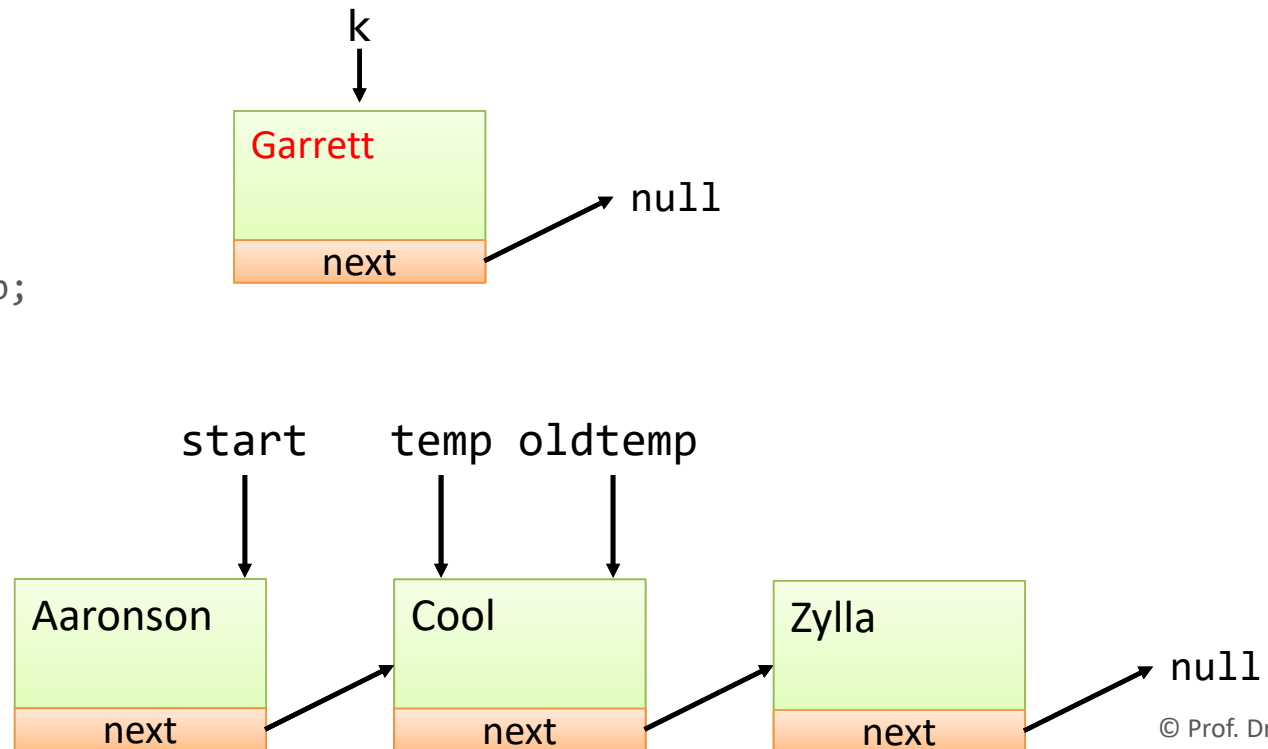 k
Garrett
null
next
;
start temp oldtemp
Aaronson Cool Zylla
null
next next next
© Prof. Dr